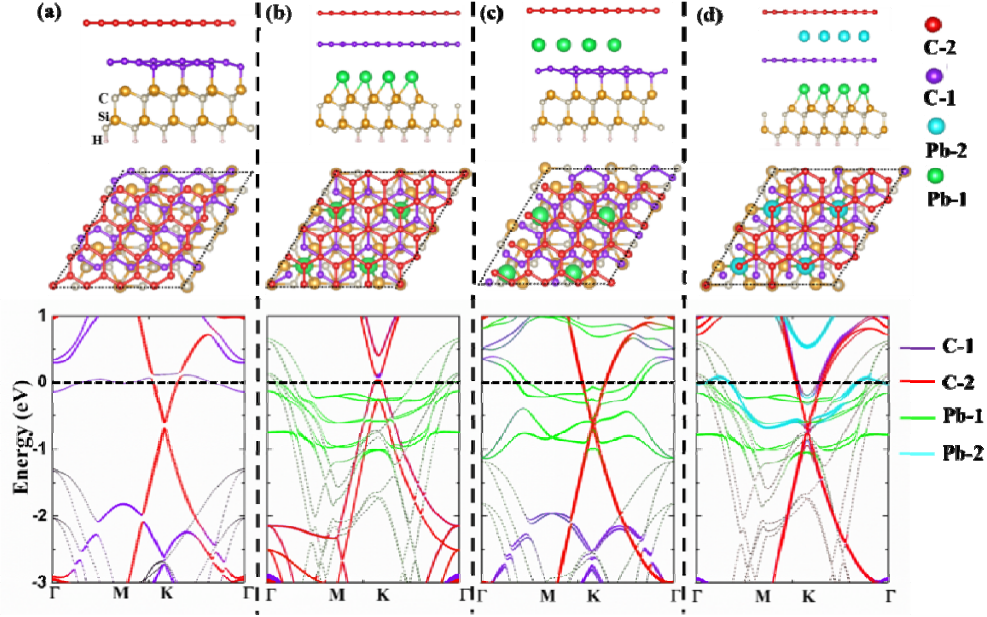 (a)
(b)
(c)
(d)
C
Si
H
C-2
C-1
Pb-2
Pb-1
Energy (eV)
1
0
-1
-2
-3
Γ M K Γ
M K Γ
M K Γ
M K Γ
C-1
C-2
Pb-1
Pb-2